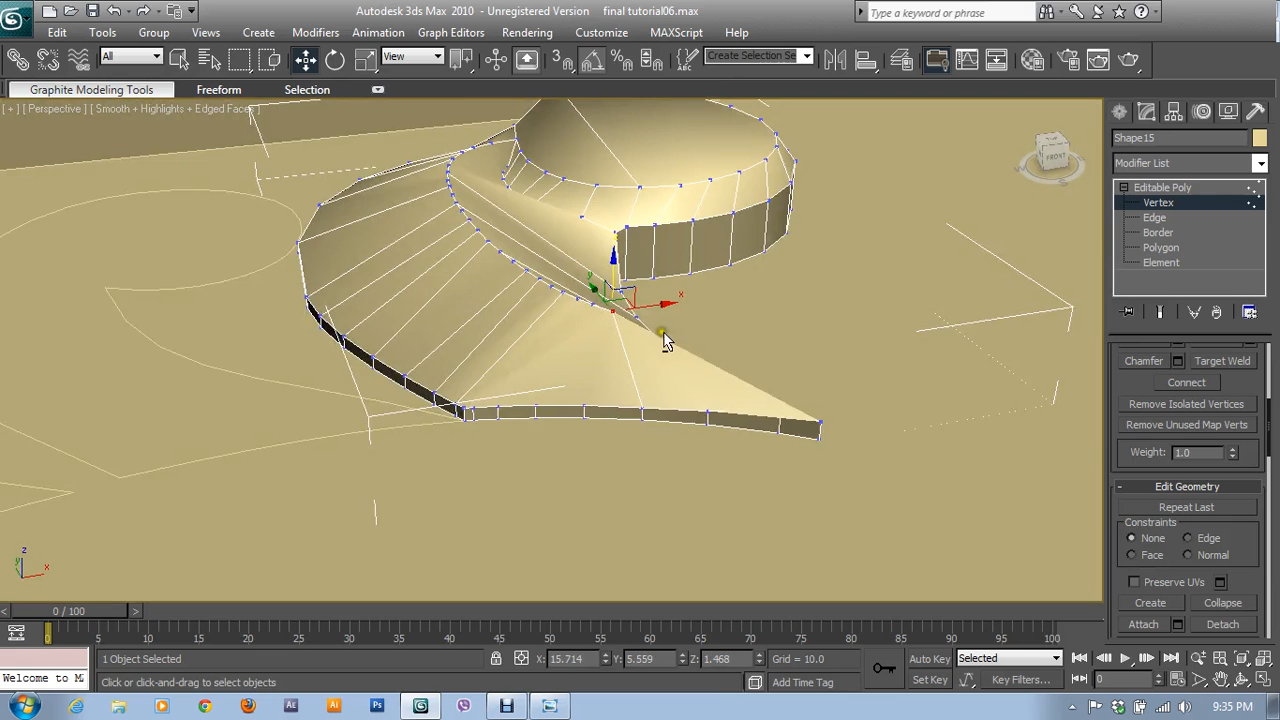 Autodesk 3ds Max 2010 - Unregistered Version final tutorial06.max
Type a keyword or phrase
Edit Tools Group Views Create Modifiers Animation Graph Editors Rendering Customize MAXScript Help
All
View
Create Selection Se
Graphite Modeling Tools Freeform Selection
[ + ] [ Perspective ] [ Smooth + Highlights + Edged Faces ]
FRONT
Shape15
Modifier List
Editable Poly
Vertex
Edge
Border
Polygon
Element
Chamfer Target Weld
Connect
Remove Isolated Vertices
Remove Unused Map Verts
Weight: 1.0
- Edit Geometry
Repeat Last
Constraints
None Edge
Face Normal
Preserve UVs
Create Collapse
Attach Detach
z
y
x
x
y
z
x
0 / 100
0 5 10 15 20 25 30 35 40 45 50 55 60 65 70 75 80 85 90 95 100
1 Object Selected
X: 15.714 Y: 5.559 Z: 1.468 Grid = 10.0
Auto Key Selected
Welcome to M
Click or click-and-drag to select objects
Add Time Tag
Set Key Key Filters...
0
9:35 PM